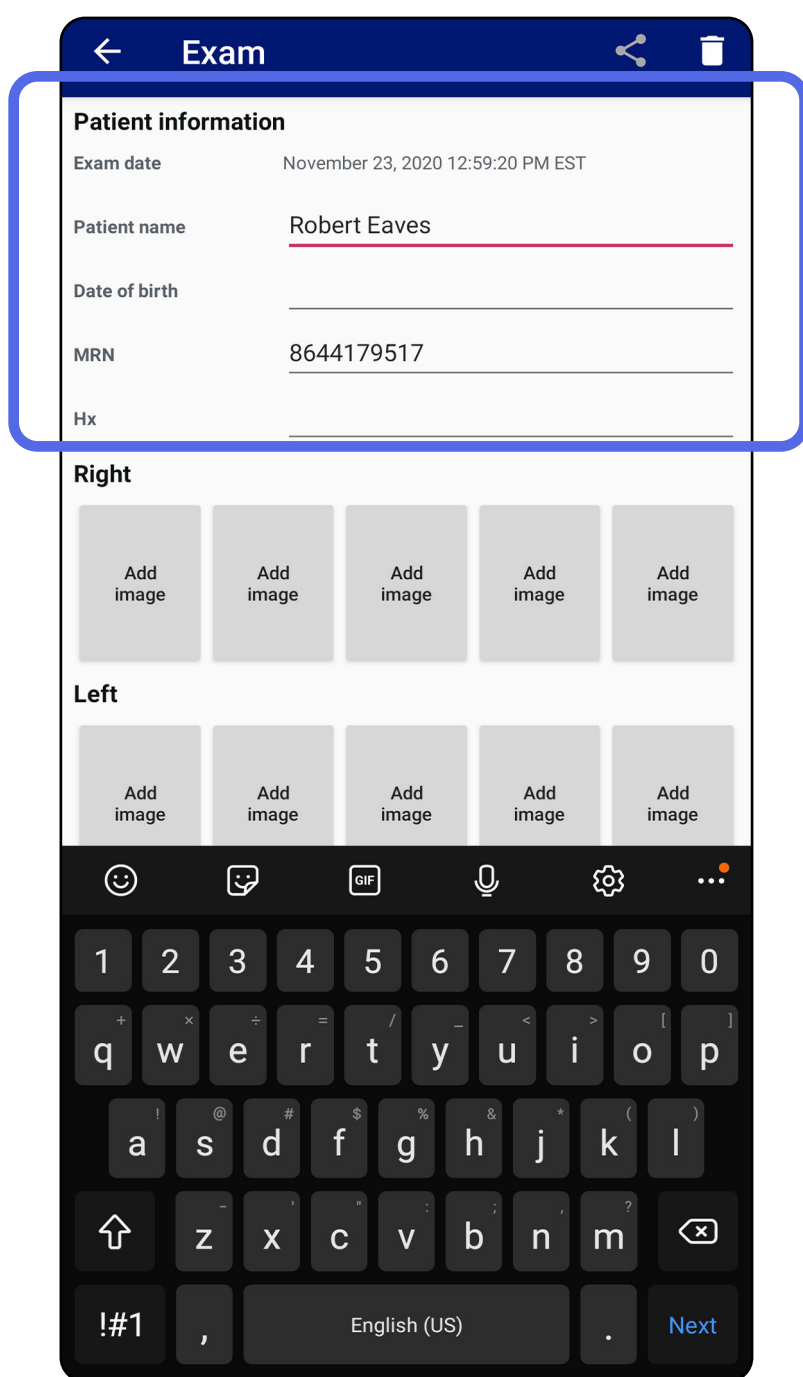 Exam
Patient information
Exam date November 23, 2020 12:59:20 PM EST
Patient name Robert Eaves
Date of birth
MRN 8644179517
Hx
Right
Add image Add image Add image Add image Add image
Left
Add image Add image Add image Add image Add image
GIF
1 2 3 4 5 6 7 8 9 0
+ × ÷ = / _ < > [ ]
q w e r t y u i o p
! @ # $ % & * ( )
a s d f g h j k l
- ' " : ; , ?
z x c v b n m
!#1 , English (US) . Next